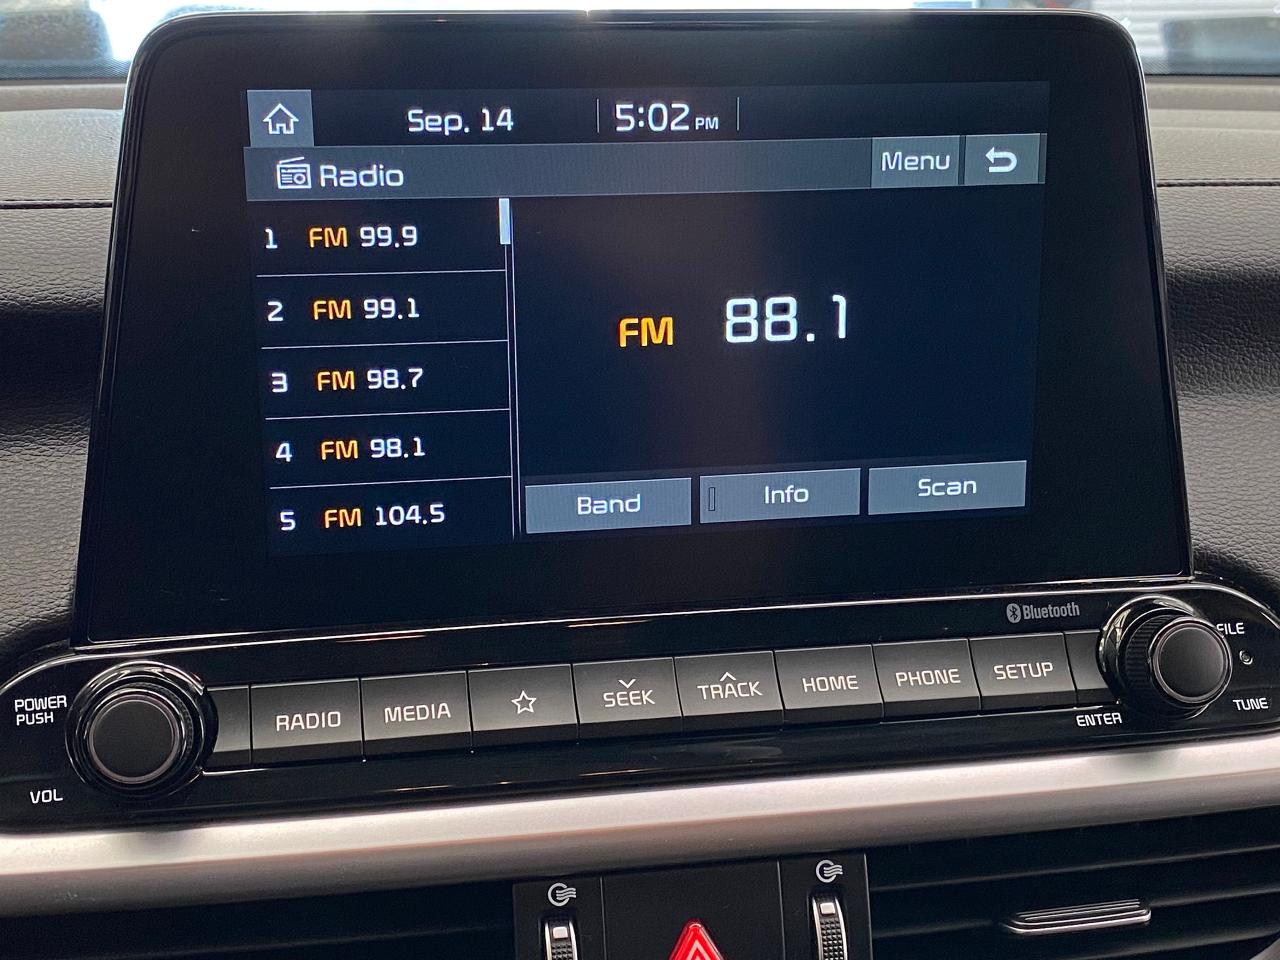 Sep. 14 5:02 PM
Radio Menu
1 FM 99.9
2 FM 99.1
3 FM 98.7
4 FM 98.1
5 FM 104.5
FM 88.1
Band Info Scan
Bluetooth
POWER
PUSH
VOL
RADIO MEDIA SEEK TRACK HOME PHONE SETUP
ENTER
FILE
TUNE